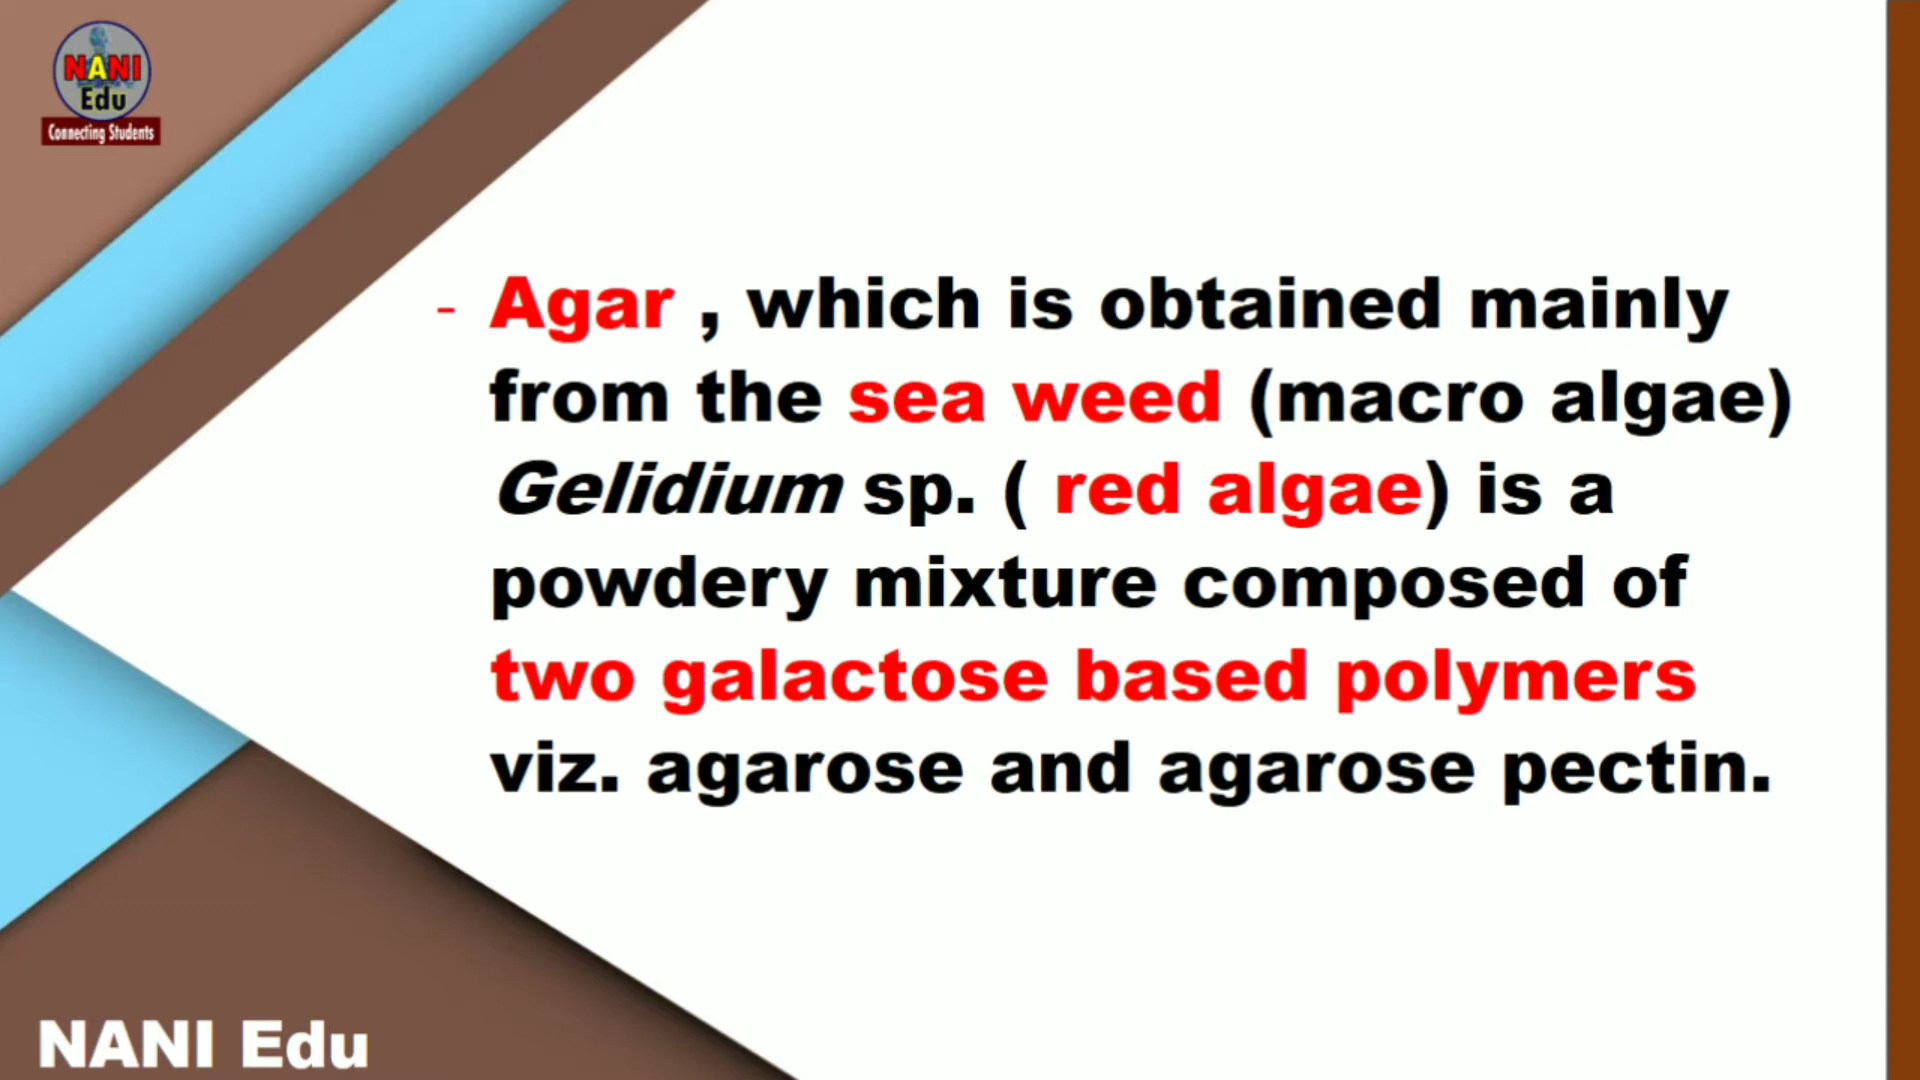 NANI
Edu
Connecting Students
- Agar , which is obtained mainly
from the sea weed (macro algae)
Gelidium sp. ( red algae) is a
powdery mixture composed of
two galactose based polymers
viz. agarose and agarose pectin.
NANI Edu